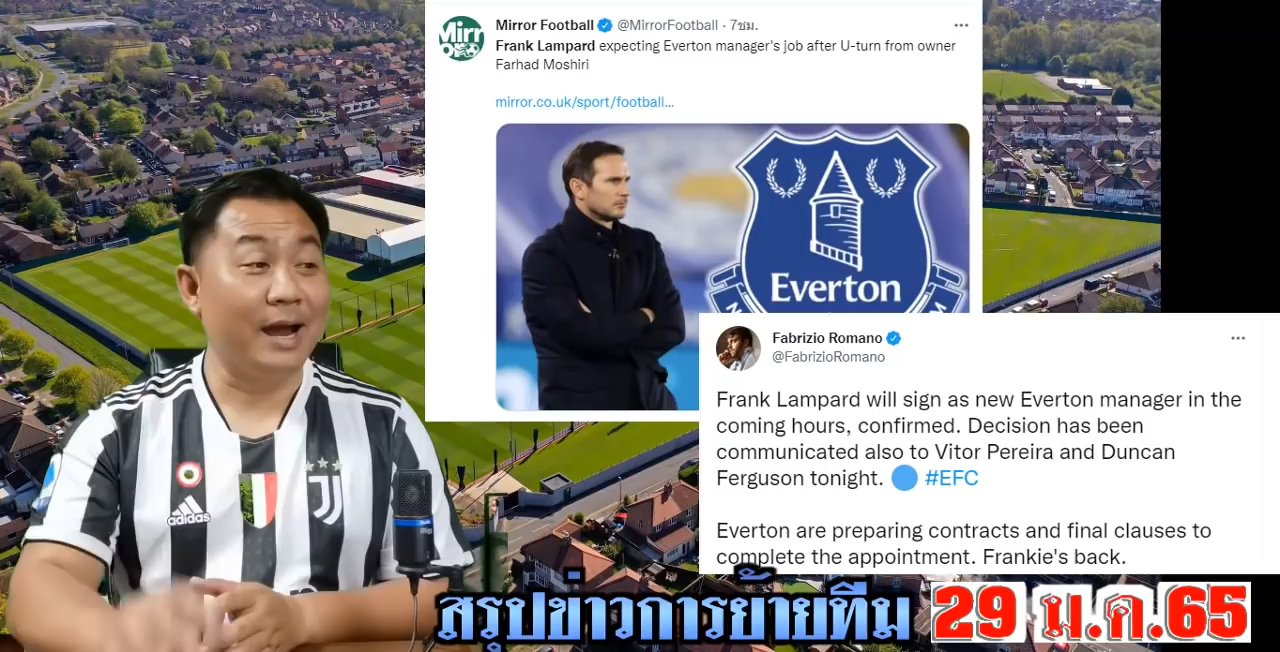 Mirror Football @MirrorFootball · 7ชม.
Frank Lampard expecting Everton manager's job after U-turn from owner
Farhad Moshiri
mirror.co.uk/sport/football...
Everton
Fabrizio Romano
@FabrizioRomano
Frank Lampard will sign as new Everton manager in the
coming hours, confirmed. Decision has been
communicated also to Vitor Pereira and Duncan
Ferguson tonight. #EFC
Everton are preparing contracts and final clauses to
complete the appointment. Frankie's back.
adidas
สรุปข่าวการย้ายทีม 29 ม.ค.65